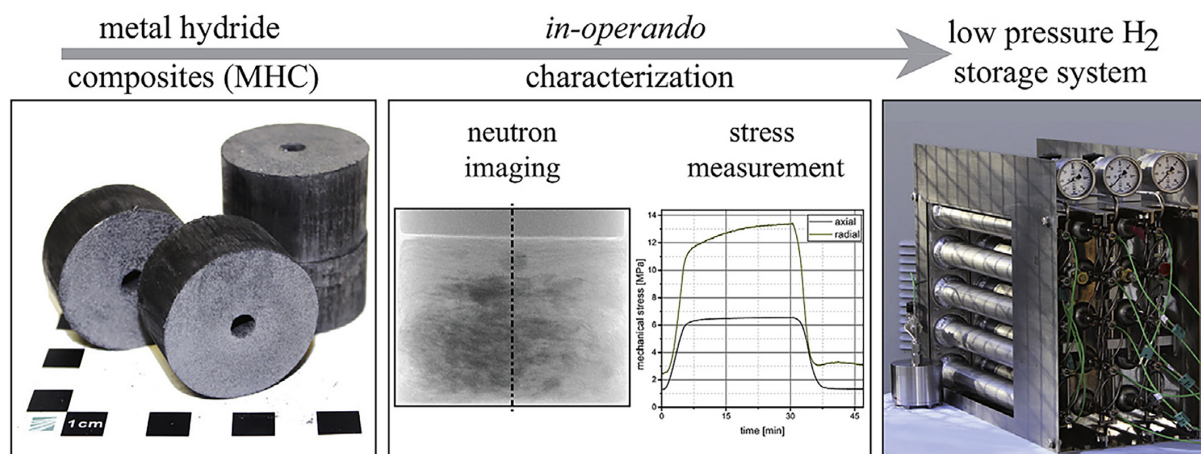 metal hydride
composites (MHC)
in-operando
characterization
low pressure H2
storage system
1cm
neutron
imaging
stress
measurement
axial
radial
mechanical stress [MPa]
14
12
10
8
6
4
2
0
0
15
30
45
time [min]